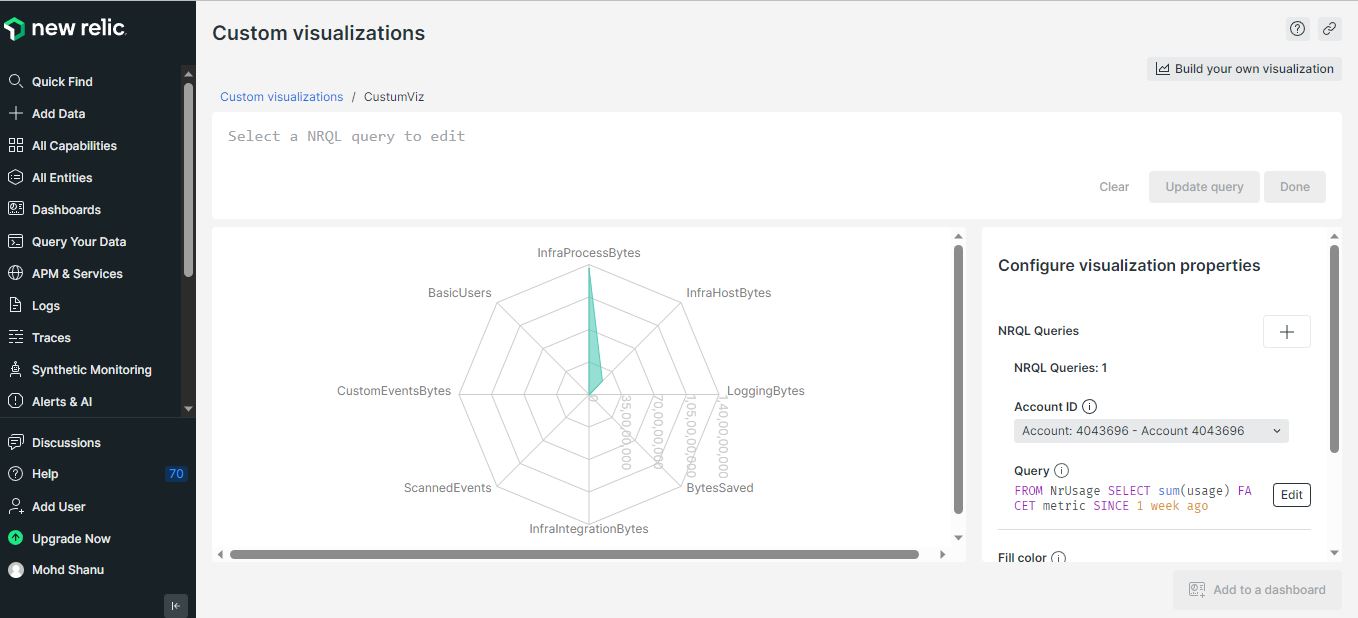 new relic
Quick Find
Add Data
All Capabilities
All Entities
Dashboards
Query Your Data
APM & Services
Logs
Traces
Synthetic Monitoring
Alerts & AI
Discussions
Help 70
Add User
Upgrade Now
Mohd Shanu
Custom visualizations
Build your own visualization
Custom visualizations / CustumViz
Select a NRQL query to edit
Clear Update query Done
InfraProcessBytes
BasicUsers InfraHostBytes
CustomEventsBytes LoggingBytes
0 35,00,00,000 70,00,00,000 1,05,00,00,000 1,40,00,00,000
ScannedEvents BytesSaved
InfraIntegrationBytes
Configure visualization properties
NRQL Queries
NRQL Queries: 1
Account ID
Account: 4043696 - Account 4043696
Query
FROM NrUsage SELECT sum(usage) FA
CET metric SINCE 1 week ago
Edit
Fill color
Add to a dashboard